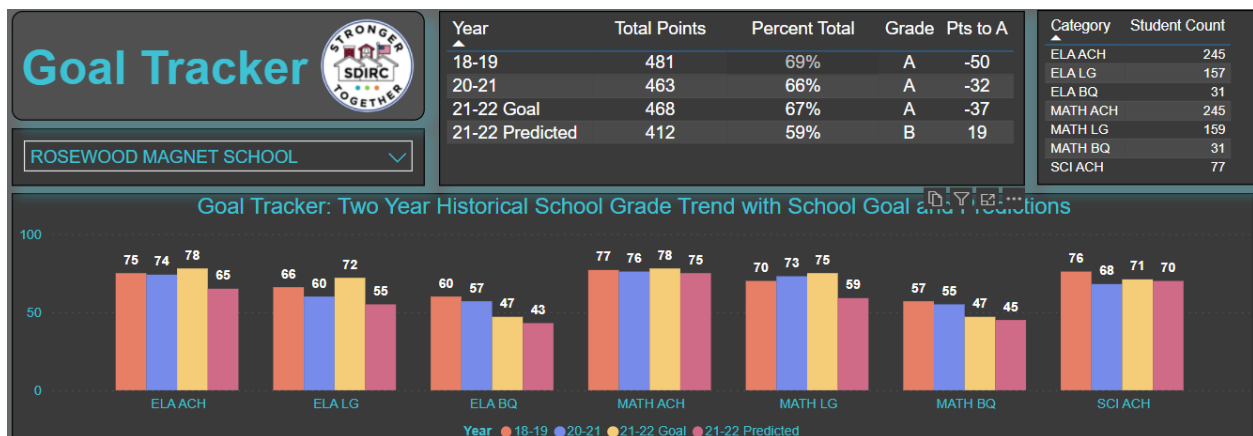 Goal Tracker
STRONGER
SDIRC
TOGETHER
ROSEWOOD MAGNET SCHOOL
Year Total Points Percent Total Grade Pts to A
18-19 481 69% A -50
20-21 463 66% A -32
21-22 Goal 468 67% A -37
21-22 Predicted 412 59% B 19
Category Student Count
ELA ACH 245
ELA LG 157
ELA BQ 31
MATH ACH 245
MATH LG 159
MATH BQ 31
SCI ACH 77
Goal Tracker: Two Year Historical School Grade Trend with School Goal and Predictions
100
50
0
75 74 78 65
66 60 72 55
60 57 47 43
77 76 78 75
70 73 75 59
57 55 47 45
76 68 71 70
ELA ACH ELA LG ELA BQ MATH ACH MATH LG MATH BQ SCI ACH
Year 18-19 20-21 21-22 Goal 21-22 Predicted